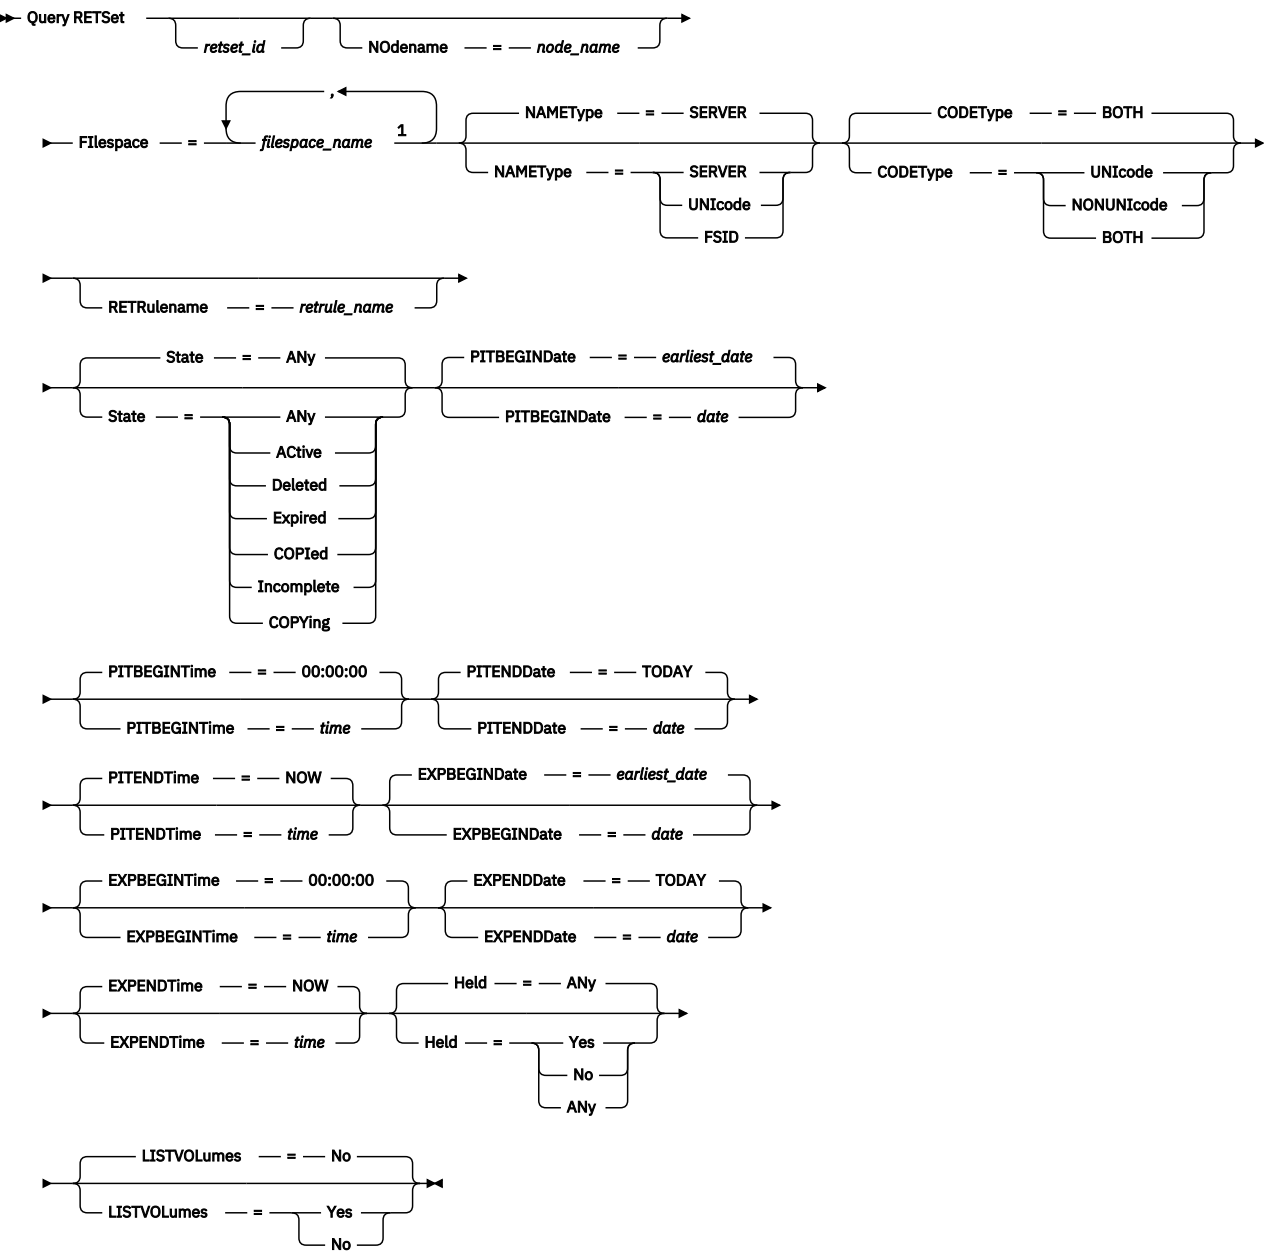 Query RETSet
retset_id
NOdename = node_name
,
FIlespace = filespace_name 1
NAMEType = SERVER
NAMEType = SERVER
UNIcode
FSID
CODEType = BOTH
CODEType = UNIcode
NONUNIcode
BOTH
RETRulename = retrule_name
State = ANy
State = ANy
ACtive
Deleted
Expired
COPIed
Incomplete
COPYing
PITBEGINDate = earliest_date
PITBEGINDate = date
PITBEGINTime = 00:00:00
PITBEGINTime = time
PITENDDate = TODAY
PITENDDate = date
PITENDTime = NOW
PITENDTime = time
EXPBEGINDate = earliest_date
EXPBEGINDate = date
EXPBEGINTime = 00:00:00
EXPBEGINTime = time
EXPENDDate = TODAY
EXPENDDate = date
EXPENDTime = NOW
EXPENDTime = time
Held = ANy
Held = Yes
No
ANy
LISTVOLumes = No
LISTVOLumes = Yes
No